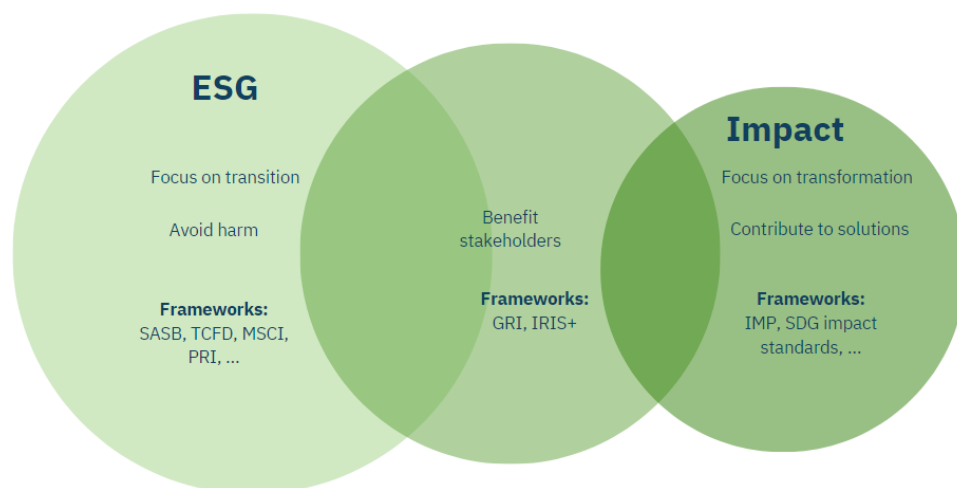 ESG
Focus on transition
Avoid harm
Frameworks:
SASB, TCFD, MSCI,
PRI, ...
Benefit
stakeholders
Frameworks:
GRI, IRIS+
Impact
Focus on transformation
Contribute to solutions
Frameworks:
IMP, SDG impact
standards, ...